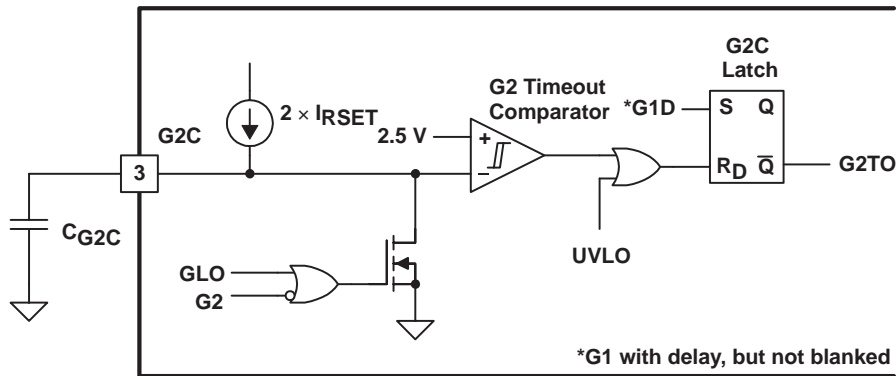 G2C
Latch
G2 Timeout
Comparator
*G1D
S Q
2 × IRSET
G2C
2.5 V
+
−
3
RD Q̅
G2TO
CG2C
UVLO
GLO
G2
*G1 with delay, but not blanked